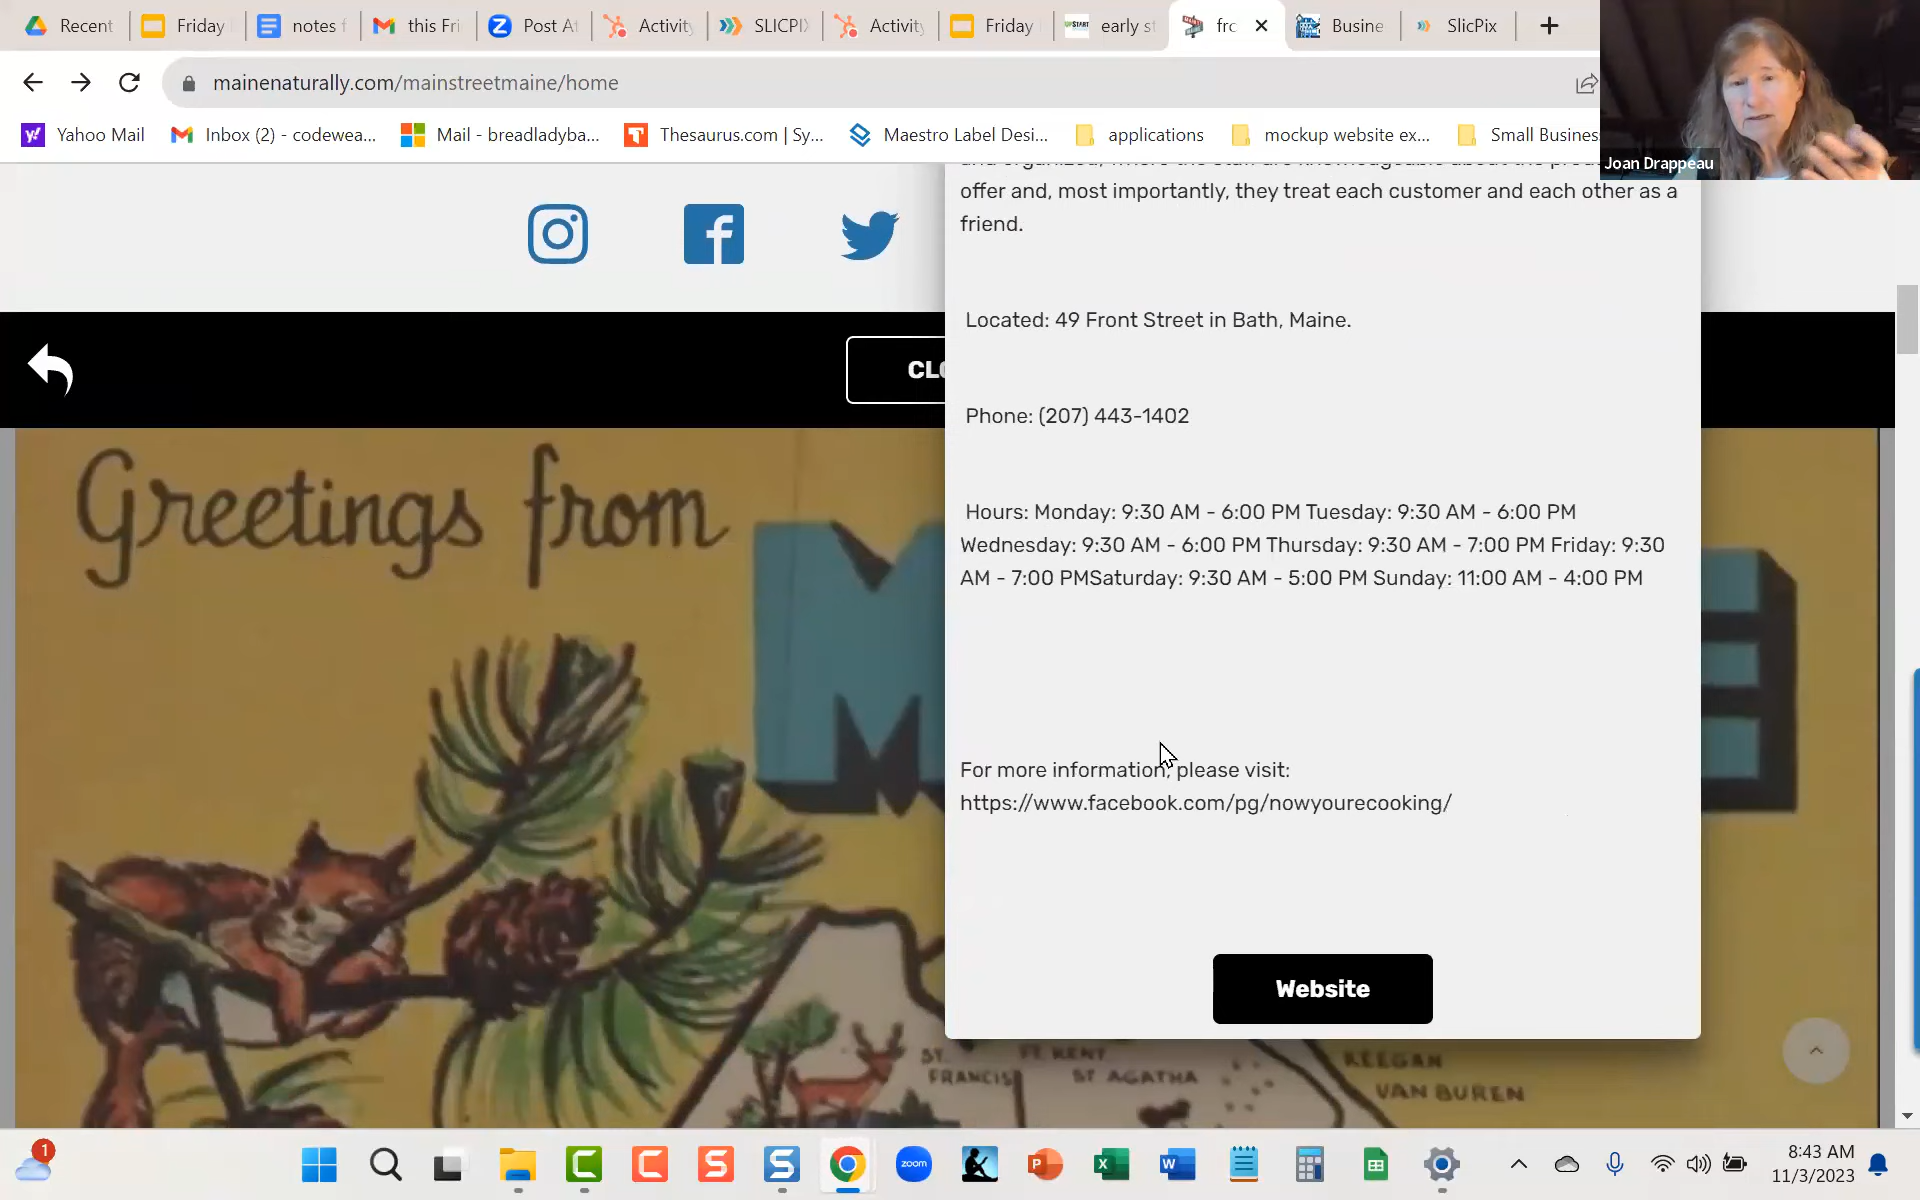 Recent
Friday
notes f
this Fri
Post At
Activity
SLICPI
Activity
Friday
early st
frc
Busine
SlicPix
mainenaturally.com/mainstreetmaine/home
Yahoo Mail
Inbox (2) - codewea...
Mail - breadladyba...
Thesaurus.com | Sy...
Maestro Label Desi...
applications
mockup website ex...
Small Busines
Joan Drappeau
offer and, most importantly, they treat each customer and each other as a
friend.
Located: 49 Front Street in Bath, Maine.
CLO
Phone: (207) 443-1402
Greetings from
Hours: Monday: 9:30 AM - 6:00 PM Tuesday: 9:30 AM - 6:00 PM
Wednesday: 9:30 AM - 6:00 PM Thursday: 9:30 AM - 7:00 PM Friday: 9:30
AM - 7:00 PMSaturday: 9:30 AM - 5:00 PM Sunday: 11:00 AM - 4:00 PM
M E
For more information, please visit:
https://www.facebook.com/pg/nowyourecooking/
Website
ST.
FRANCIS
FT. KENT
ST AGATHA
KEEGAN
VAN BUREN
1
zoom
8:43 AM
11/3/2023